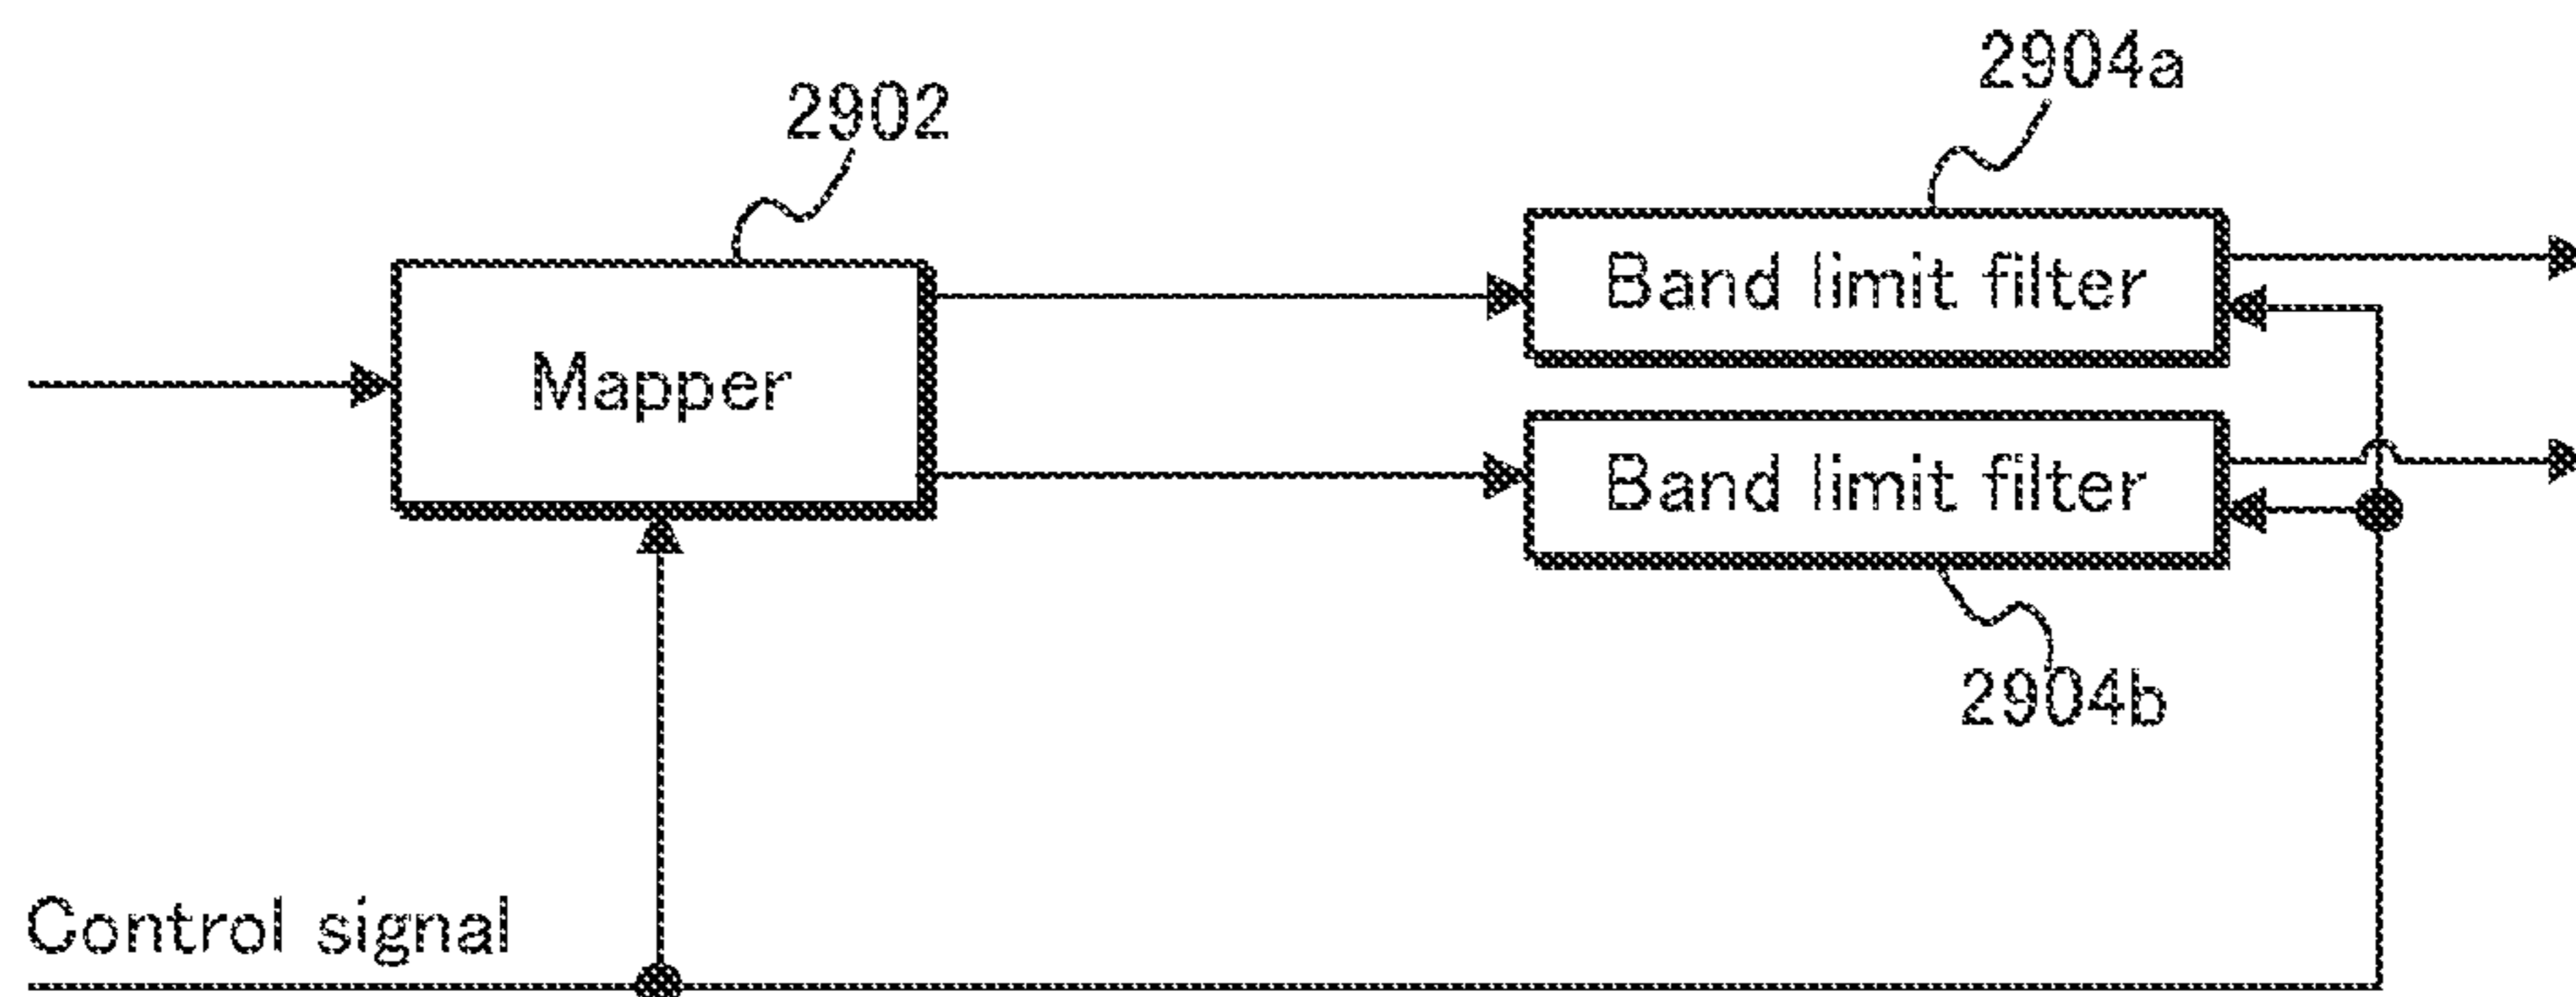 2904a
2902
Band limit filter
Mapper
Band limit filter
2904b
Control signal